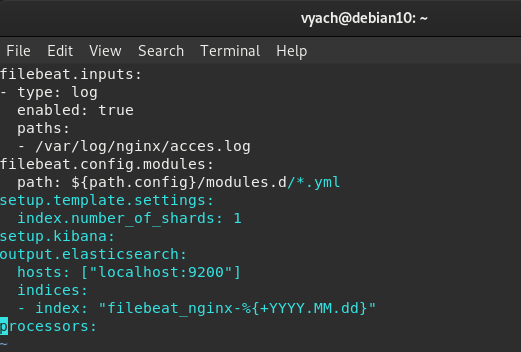 vyach@debian10: ~
File Edit View Search Terminal Help
filebeat.inputs:
- type: log
  enabled: true
  paths:
  - /var/log/nginx/acces.log
filebeat.config.modules:
  path: ${path.config}/modules.d/*.yml
setup.template.settings:
  index.number_of_shards: 1
setup.kibana:
output.elasticsearch:
  hosts: ["localhost:9200"]
  indices:
  - index: "filebeat_nginx-%{+YYYY.MM.dd}"
processors:
~